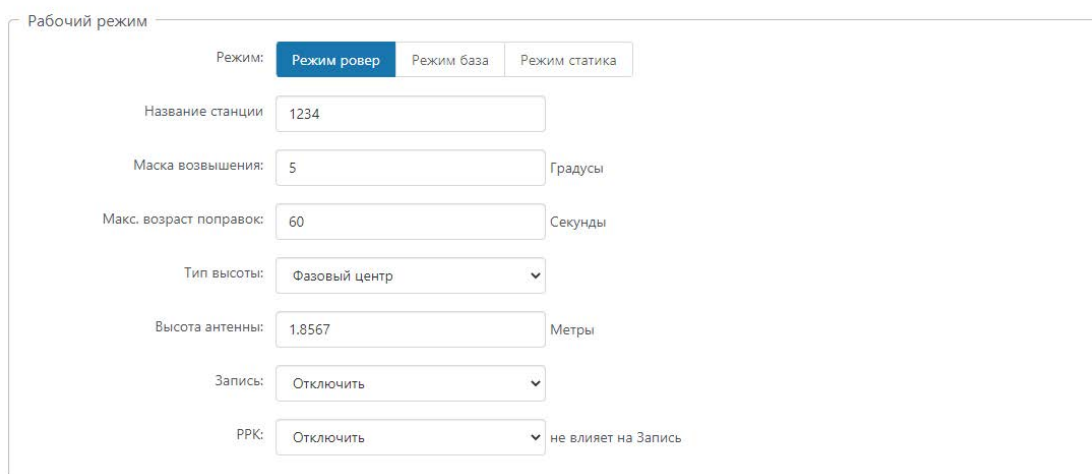 Рабочий режим
Режим: Режим ровер Режим база Режим статика
Название станции 1234
Маска возвышения: 5 Градусы
Макс. возраст поправок: 60 Секунды
Тип высоты: Фазовый центр
Высота антенны: 1.8567 Метры
Запись: Отключить
PPK: Отключить не влияет на Запись